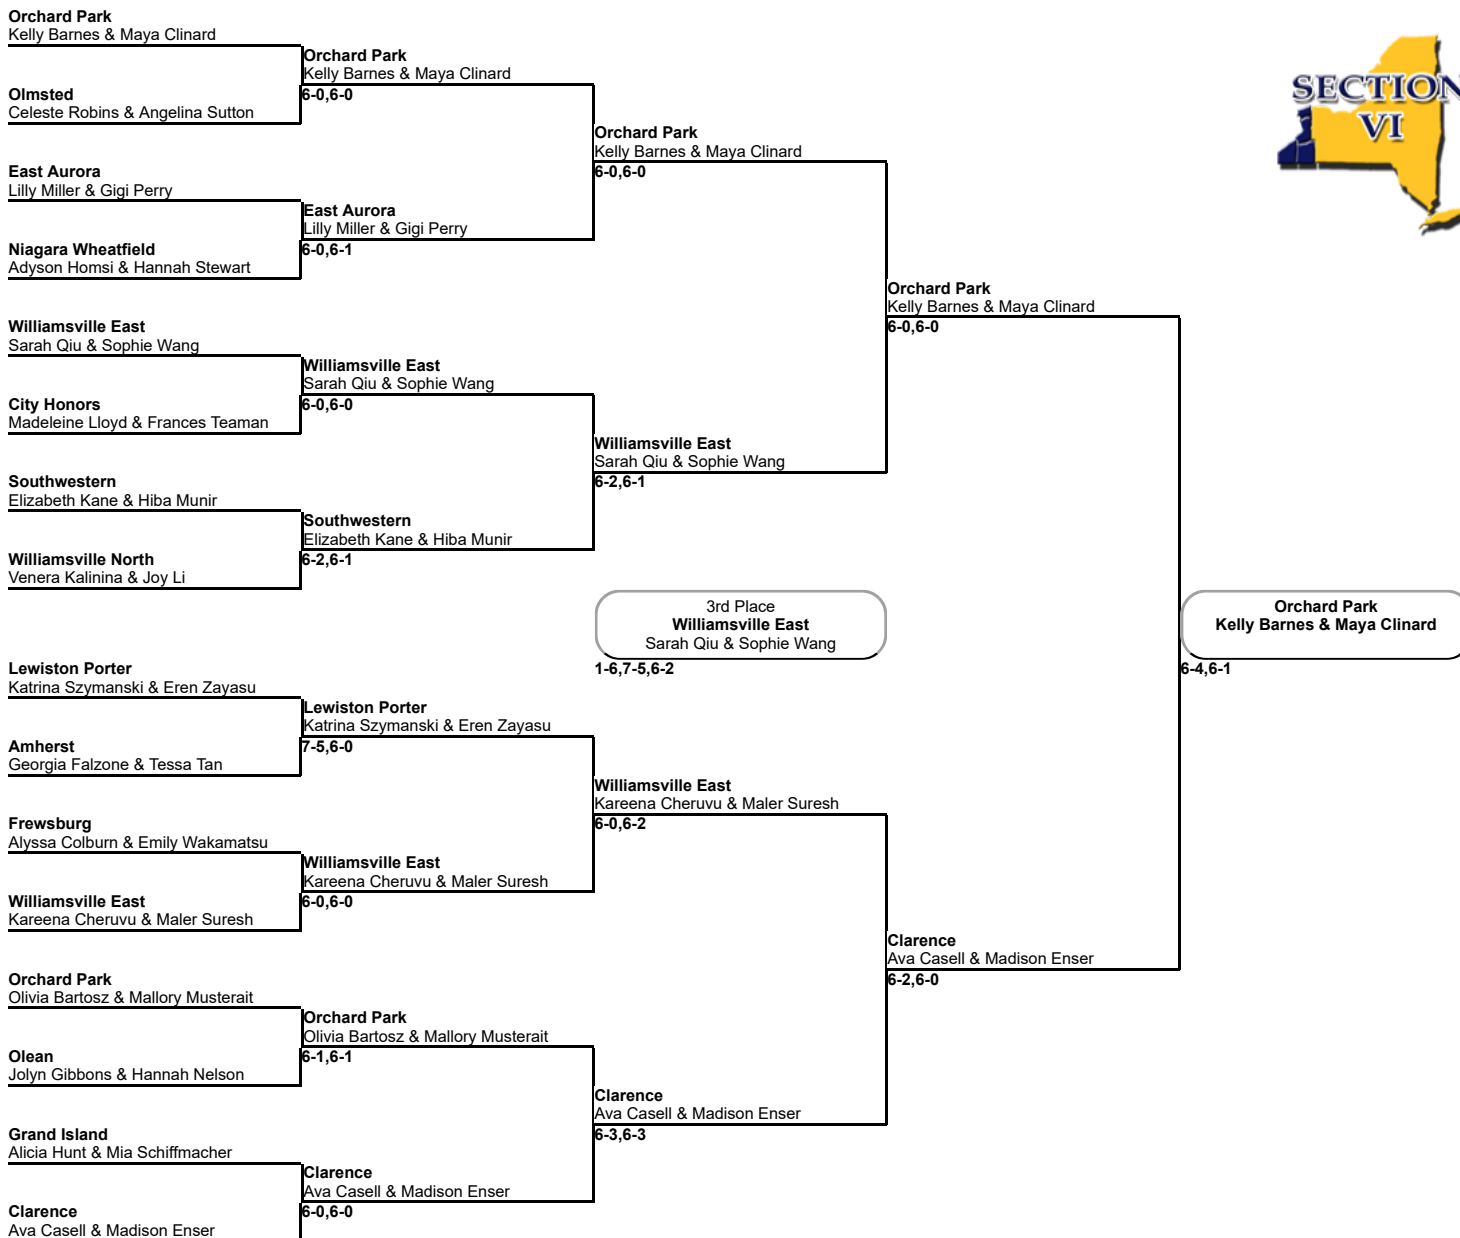 Orchard Park
Kelly Barnes & Maya Clinard
Olmsted
Celeste Robins & Angelina Sutton
East Aurora
Lilly Miller & Gigi Perry
Niagara Wheatfield
Adyson Homsi & Hannah Stewart
Williamsville East
Sarah Qiu & Sophie Wang
City Honors
Madeleine Lloyd & Frances Teaman
Southwestern
Elizabeth Kane & Hiba Munir
Williamsville North
Venera Kalinina & Joy Li
Lewiston Porter
Katrina Szymanski & Eren Zayasu
Amherst
Georgia Falzone & Tessa Tan
Frewsburg
Alyssa Colburn & Emily Wakamatsu
Williamsville East
Kareena Cheruvu & Maler Suresh
Orchard Park
Olivia Bartosz & Mallory Musterait
Olean
Jolyn Gibbons & Hannah Nelson
Grand Island
Alicia Hunt & Mia Schiffmacher
Clarence
Ava Casell & Madison Enser
Orchard Park
Kelly Barnes & Maya Clinard
6-0,6-0
East Aurora
Lilly Miller & Gigi Perry
6-0,6-1
Williamsville East
Sarah Qiu & Sophie Wang
6-0,6-0
Southwestern
Elizabeth Kane & Hiba Munir
6-2,6-1
Lewiston Porter
Katrina Szymanski & Eren Zayasu
7-5,6-0
Williamsville East
Kareena Cheruvu & Maler Suresh
6-0,6-0
Orchard Park
Olivia Bartosz & Mallory Musterait
6-1,6-1
Clarence
Ava Casell & Madison Enser
6-0,6-0
Orchard Park
Kelly Barnes & Maya Clinard
6-0,6-0
Williamsville East
Sarah Qiu & Sophie Wang
6-2,6-1
3rd Place
Williamsville East
Sarah Qiu & Sophie Wang
1-6,7-5,6-2
Williamsville East
Kareena Cheruvu & Maler Suresh
6-0,6-2
Clarence
Ava Casell & Madison Enser
6-3,6-3
Orchard Park
Kelly Barnes & Maya Clinard
6-0,6-0
Clarence
Ava Casell & Madison Enser
6-2,6-0
SECTION
VI
Orchard Park
Kelly Barnes & Maya Clinard
6-4,6-1